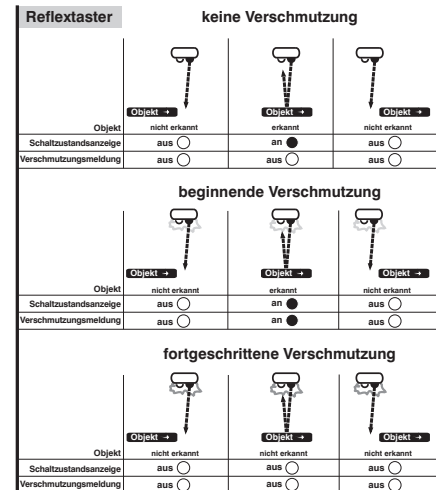 Reflextaster keine Verschmutzung
Objekt → Objekt → Objekt →
Objekt nicht erkannt erkannt nicht erkannt
Schaltzustandsanzeige aus an aus
Verschmutzungsmeldung aus aus aus
beginnende Verschmutzung
Objekt → Objekt → Objekt →
Objekt nicht erkannt erkannt nicht erkannt
Schaltzustandsanzeige aus an aus
Verschmutzungsmeldung aus an aus
fortgeschrittene Verschmutzung
Objekt → Objekt → Objekt →
Objekt nicht erkannt nicht erkannt nicht erkannt
Schaltzustandsanzeige aus aus aus
Verschmutzungsmeldung aus aus aus